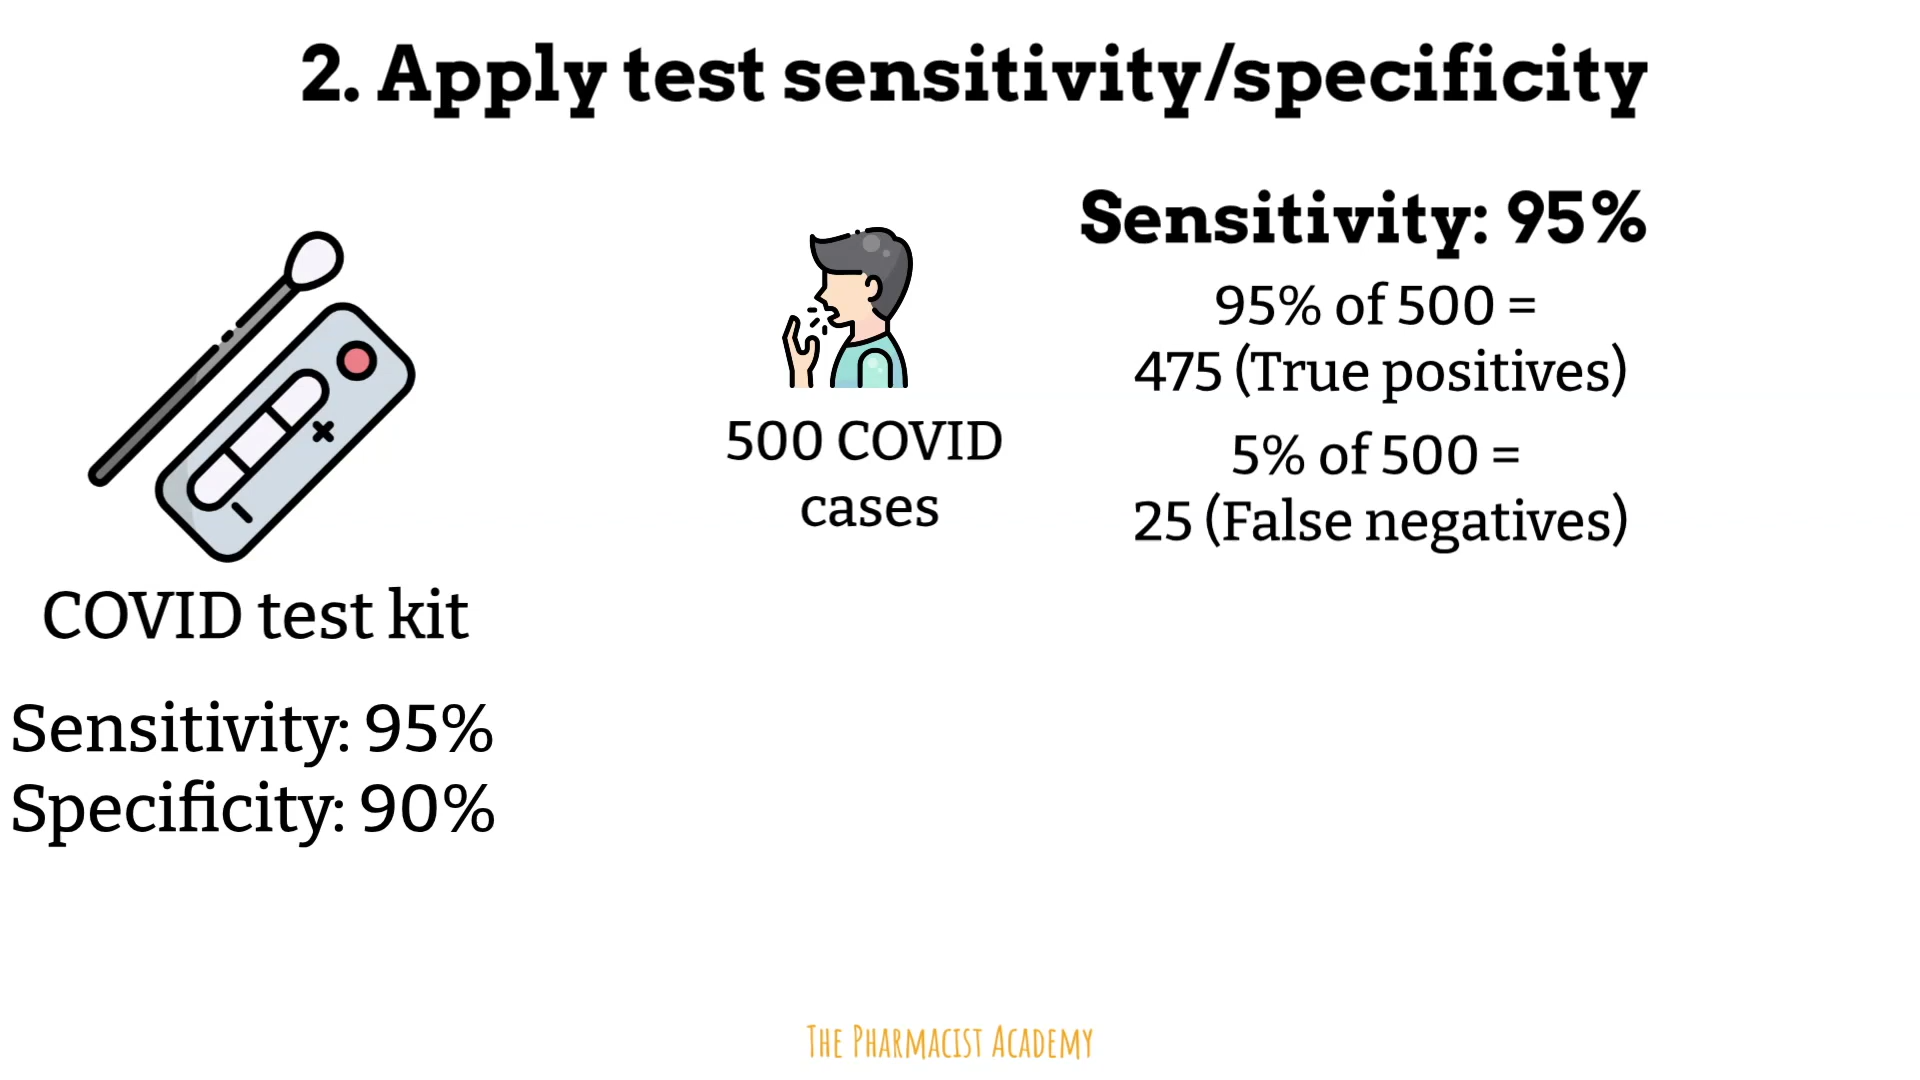 2. Apply test sensitivity/specificity
Sensitivity: 95%
95% of 500 =
475 (True positives)
5% of 500 =
25 (False negatives)
500 COVID
cases
COVID test kit
Sensitivity: 95%
Specificity: 90%
The Pharmacist Academy